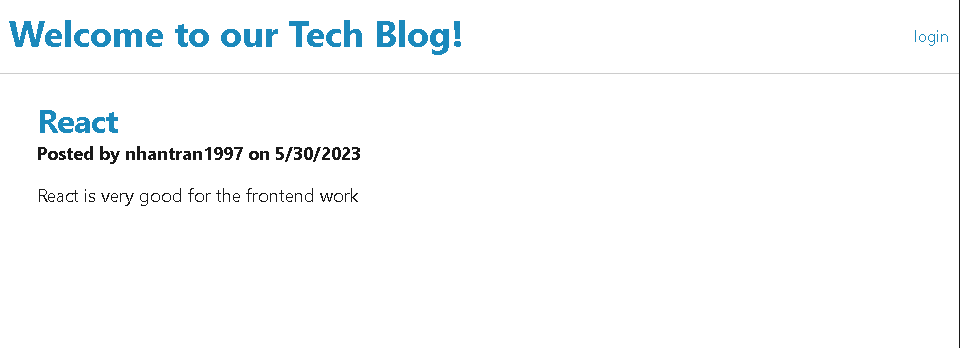 Welcome to our Tech Blog!
login
React
Posted by nhantran1997 on 5/30/2023
React is very good for the frontend work